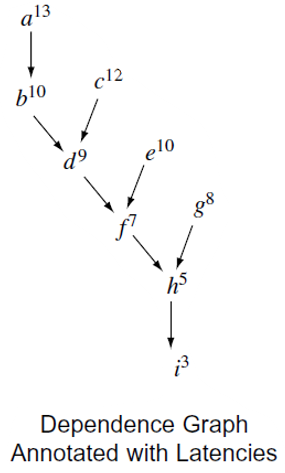 a¹³
b¹⁰
c¹²
d⁹
e¹⁰
f⁷
g⁸
h⁵
i³
Dependence Graph
Annotated with Latencies